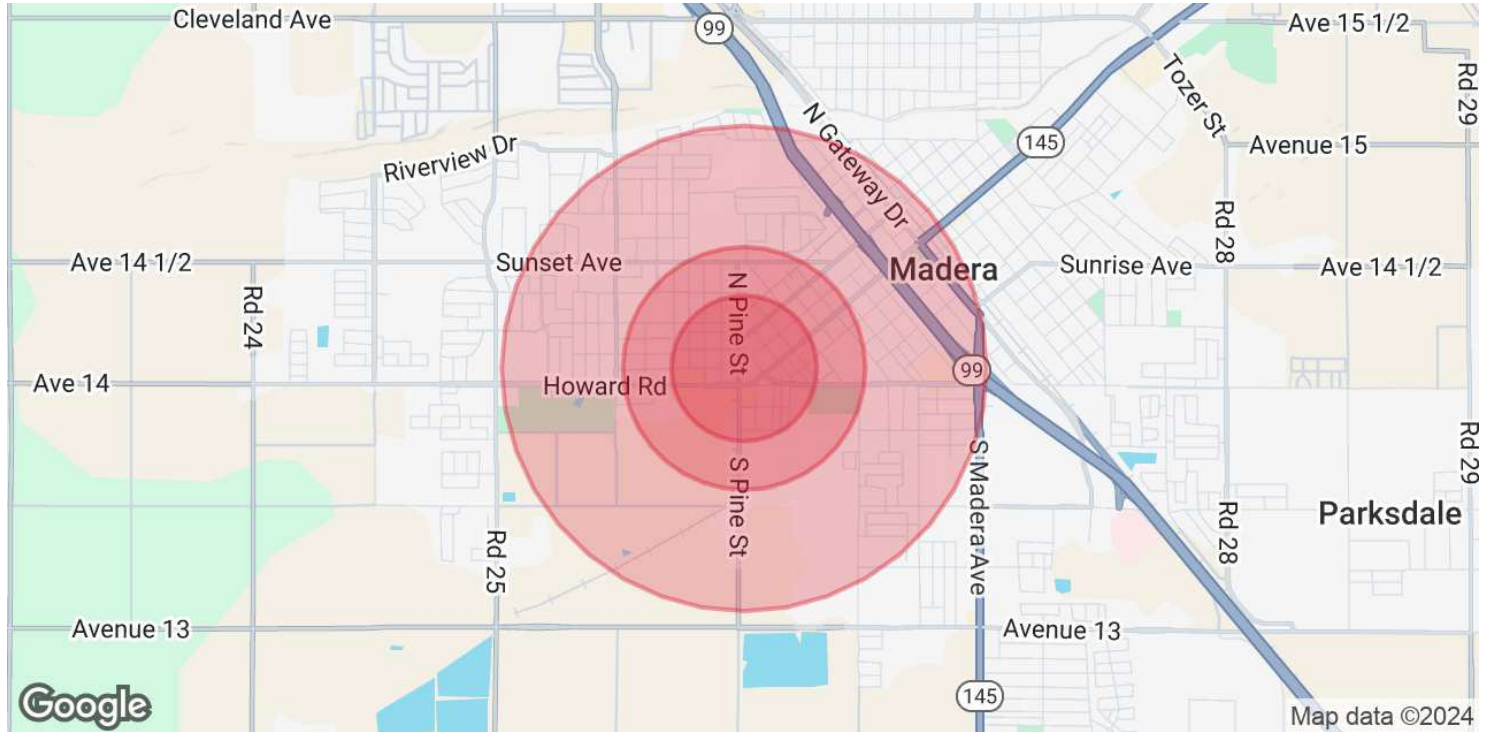 Cleveland Ave
99
Ave 15 1/2
Rd 29
Tozer St
N Gateway Dr
145
Avenue 15
Riverview Dr
Rd 28
Ave 14 1/2
Sunset Ave
Madera
Sunrise Ave
Ave 14 1/2
Rd 24
N Pine St
Ave 14
Howard Rd
99
S Madera Ave
Rd 29
S Pine St
Parksdale
Rd 25
Rd 28
Avenue 13
Avenue 13
145
Google
Map data ©2024